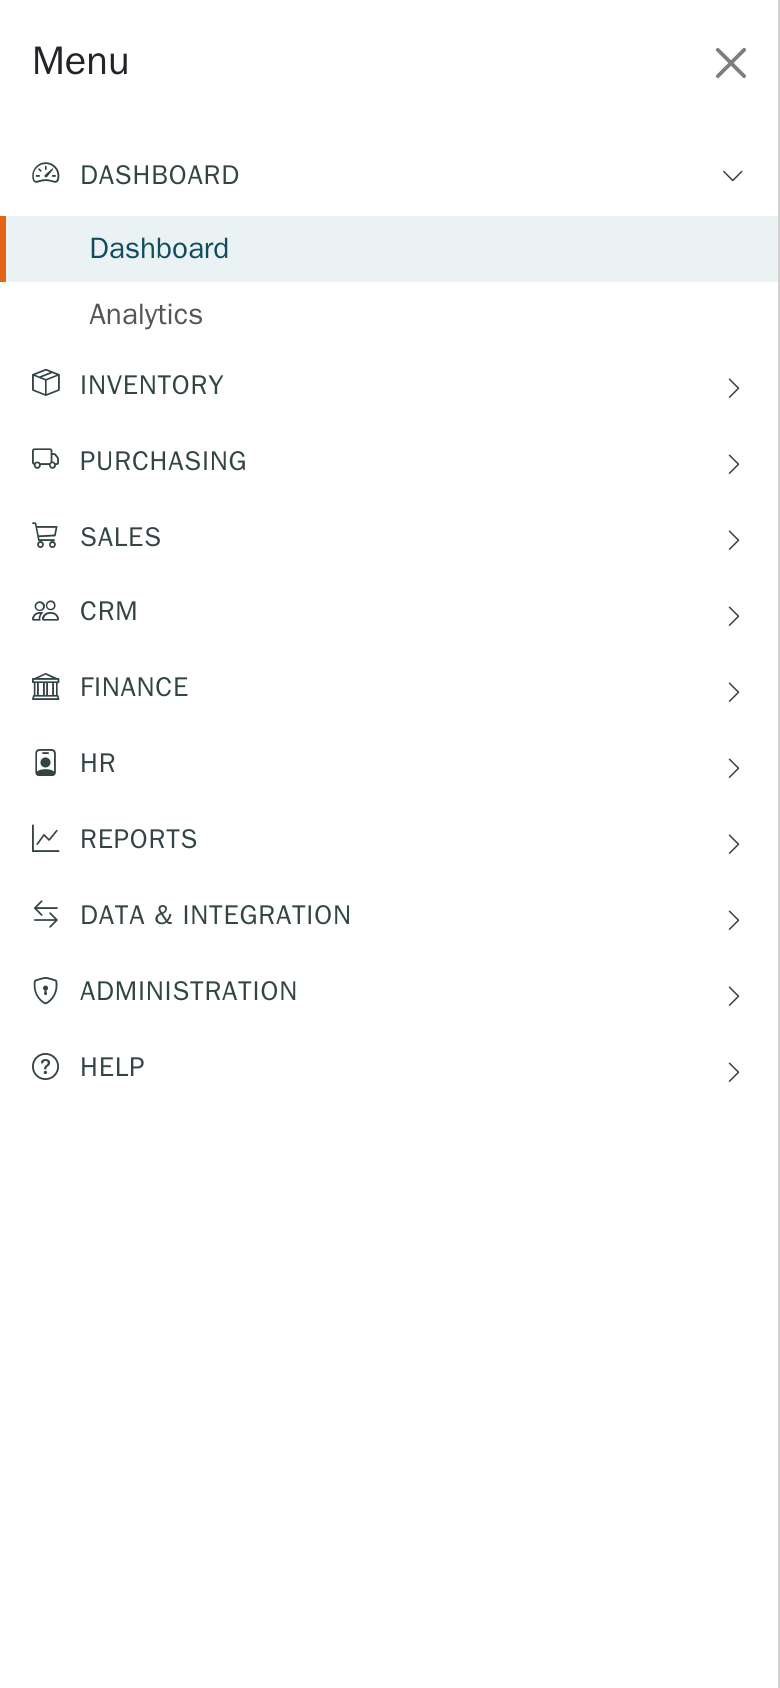 Menu
DASHBOARD
Dashboard
Analytics
INVENTORY
PURCHASING
SALES
CRM
FINANCE
HR
REPORTS
DATA & INTEGRATION
ADMINISTRATION
HELP